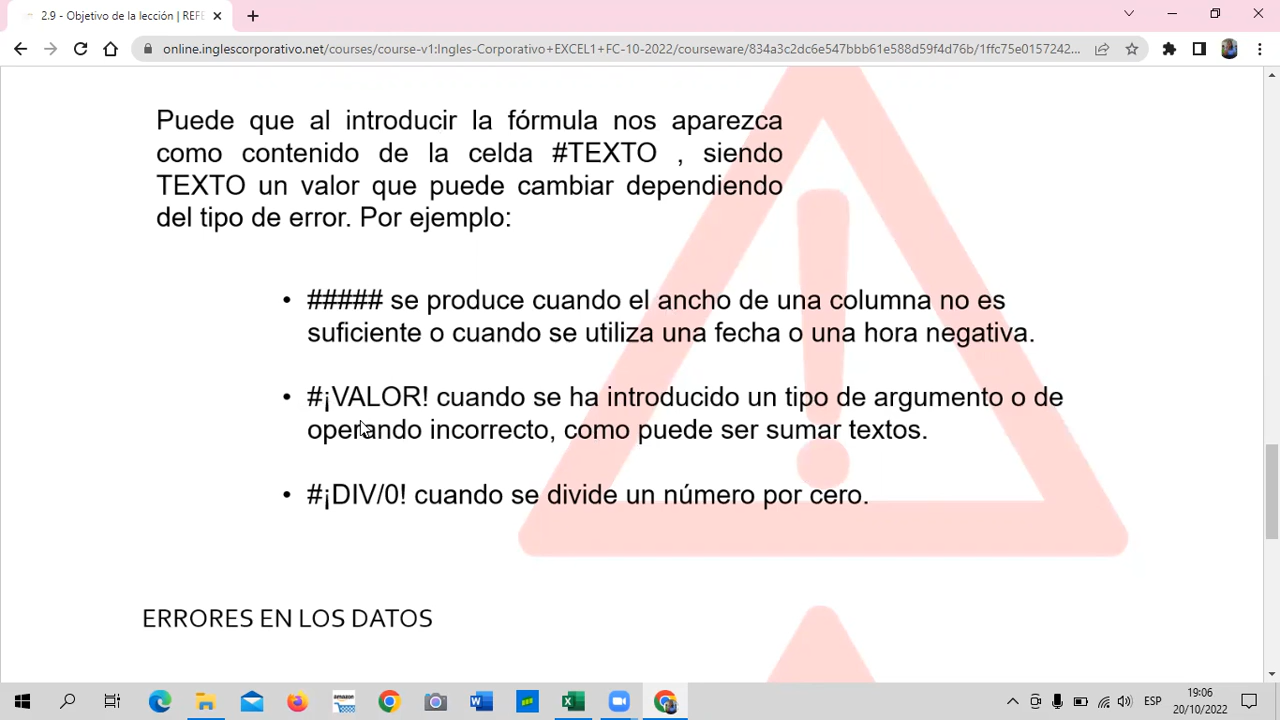 2.9 - Objetivo de la lección | REFE
online.inglescorporativo.net/courses/course-v1:Ingles-Corporativo+EXCEL1+FC-10-2022/courseware/834a3c2dc6e547bbb61e588d59f4d76b/1ffc75e0157242...
Puede que al introducir la fórmula nos aparezca
como contenido de la celda #TEXTO , siendo
TEXTO un valor que puede cambiar dependiendo
del tipo de error. Por ejemplo:
• ##### se produce cuando el ancho de una columna no es
suficiente o cuando se utiliza una fecha o una hora negativa.
• #¡VALOR! cuando se ha introducido un tipo de argumento o de
operando incorrecto, como puede ser sumar textos.
• #¡DIV/0! cuando se divide un número por cero.
ERRORES EN LOS DATOS
amazon
ESP
19:06
20/10/2022